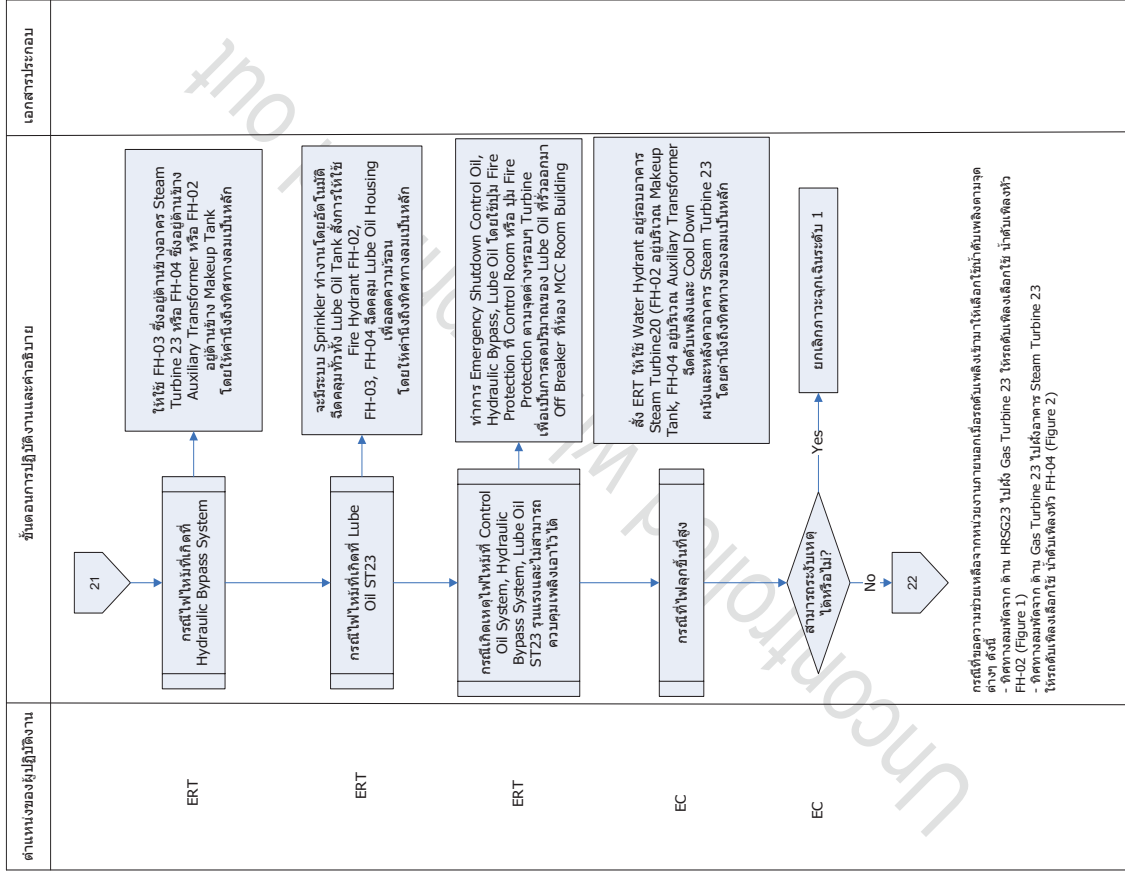 ตำแหน่งของผู้ปฏิบัติงาน
ขั้นตอนการปฏิบัติงานและคำอธิบาย
เอกสารประกอบ
21
ERT
กรณีไฟไหม้ที่เกิดที่
Hydraulic Bypass System
ให้ใช้ FH-03 ซึ่งอยู่ด้านข้างอาคร Steam
Turbine 23 หรือ FH-04 ซึ่งอยู่ด้านข้าง
Auxiliary Transformer หรือ FH-02
อยู่ด้านข้าง Makeup Tank
โดยให้คำนึงถึงทิศทางลมเป็นหลัก
ERT
กรณีไฟไหม้ที่เกิดที่ Lube
Oil ST23
จะมีระบบ Sprinkler ทำงานโดยอัตโนมัติ
ฉีดคลุมทั่วทั้ง Lube Oil Tank สั่งการให้ใช้
Fire Hydrant FH-02,
FH-03, FH-04 ฉีดคลุม Lube Oil Housing
เพื่อลดความร้อน
โดยให้คำนึงถึงทิศทางลมเป็นหลัก
ERT
กรณีเกิดเหตุไฟไหม้ที่ Control
Oil System, Hydraulic
Bypass System, Lube Oil
ST23 รุนแรงและไม่สามารถ
ควบคุมเพลิงเอาไว้ได้
ทำการ Emergency Shutdown Control Oil,
Hydraulic Bypass, Lube Oil โดยใช้ปุ่ม Fire
Protection ที่ Control Room หรือ ปุ่ม Fire
Protection ตามจุดต่างๆรอบๆ Turbine
เพื่อเป็นการลดปริมาณของ Lube Oil ที่รั่วออกมา
Off Breaker ที่ห้อง MCC Room Building
EC
กรณีที่ไฟลุกขึ้นที่สูง
สั่ง ERT ให้ใช้ Water Hydrant อยู่รอบอาคาร
Steam Turbine20 (FH-02 อยู่บริเวณ Makeup
Tank, FH-04 อยู่บริเวณ Auxiliary Transformer
ฉีดดับเพลิงและ Cool Down
ผนังและหลังคาอาคาร Steam Turbine 23
โดยคำนึงถึงทิศทางของลมเป็นหลัก
EC
สามารถระงับเหตุ
ได้หรือไม่?
Yes
ยกเลิกภาวะฉุกเฉินระดับ 1
No
22
กรณีที่ขอความช่วยเหลือจากหน่วยงานภายนอกเมื่อรถดับเพลิงเข้ามาให้เลือกใช้น้ำดับเพลิงตามจุด
ต่างๆ ดังนี้
- ทิศทางลมพัดจาก ด้าน HRSG23 ไปฝั่ง Gas Turbine 23 ให้รถดับเพลิงเลือกใช้ น้ำดับเพลิงหัว
FH-02 (Figure 1)
- ทิศทางลมพัดจาก ด้าน Gas Turbine 23 ไปฝั่งอาคาร Steam Turbine 23
ให้รถดับเพลิงเลือกใช้ น้ำดับเพลิงหัว FH-04 (Figure 2)